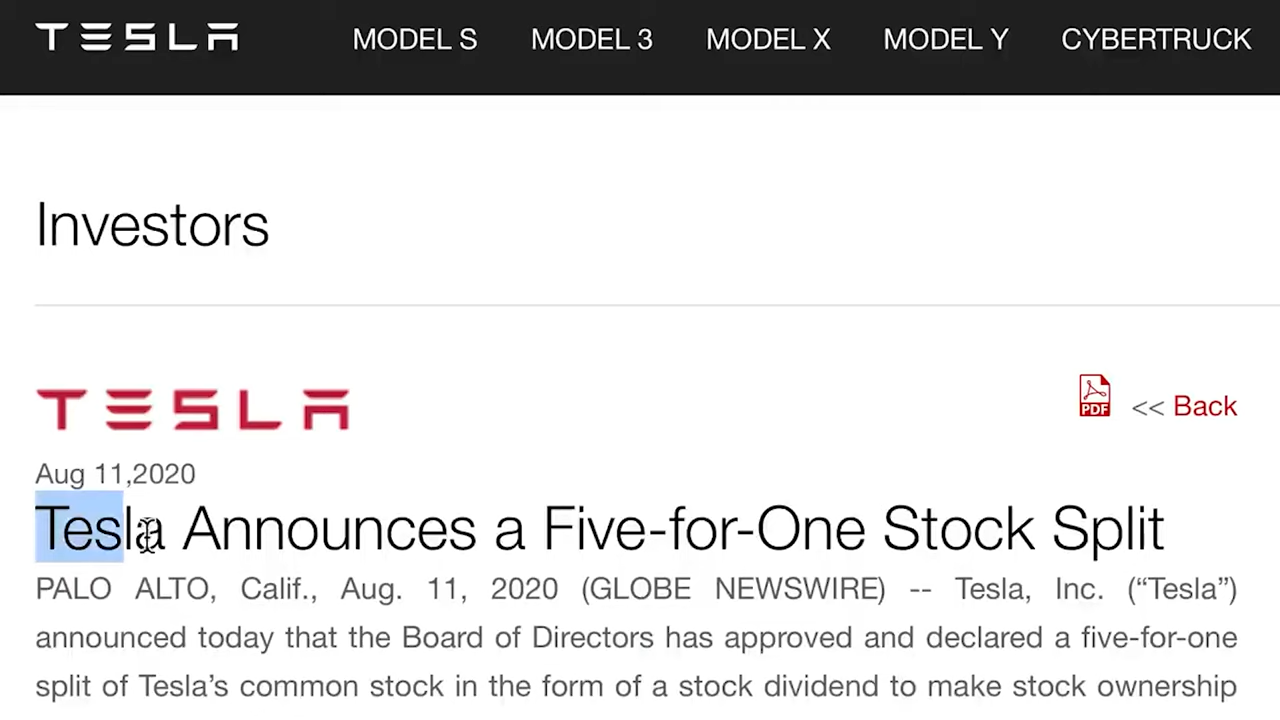 TESLA MODEL S MODEL 3 MODEL X MODEL Y CYBERTRUCK
Investors
TESLA
PDF << Back
Aug 11,2020
Tesla Announces a Five-for-One Stock Split
PALO ALTO, Calif., Aug. 11, 2020 (GLOBE NEWSWIRE) -- Tesla, Inc. (“Tesla”)
announced today that the Board of Directors has approved and declared a five-for-one
split of Tesla’s common stock in the form of a stock dividend to make stock ownership